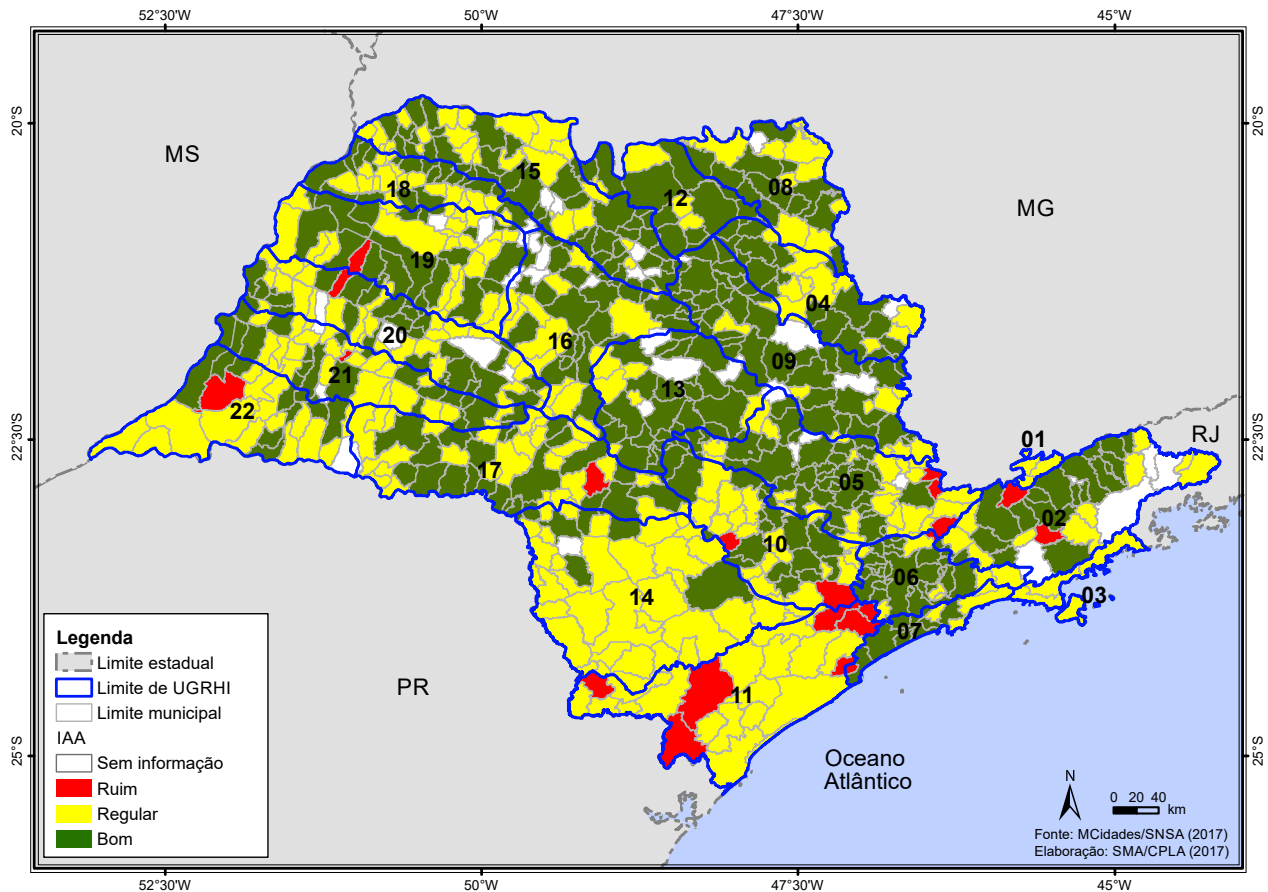 52°30'W
50°W
47°30'W
45°W
20°S
20°S
MS
MG
15
08
12
18
19
04
20
16
09
21
13
22
22°30'S
22°30'S
01
RJ
17
05
02
10
06
03
14
07
11
PR
25°S
25°S
Oceano
Atlântico
Legenda
Limite estadual
Limite de UGRHI
Limite municipal
IAA
Sem informação
Ruim
Regular
Bom
N
0 20 40
km
Fonte: MCidades/SNSA (2017)
Elaboração: SMA/CPLA (2017)
52°30'W
50°W
47°30'W
45°W